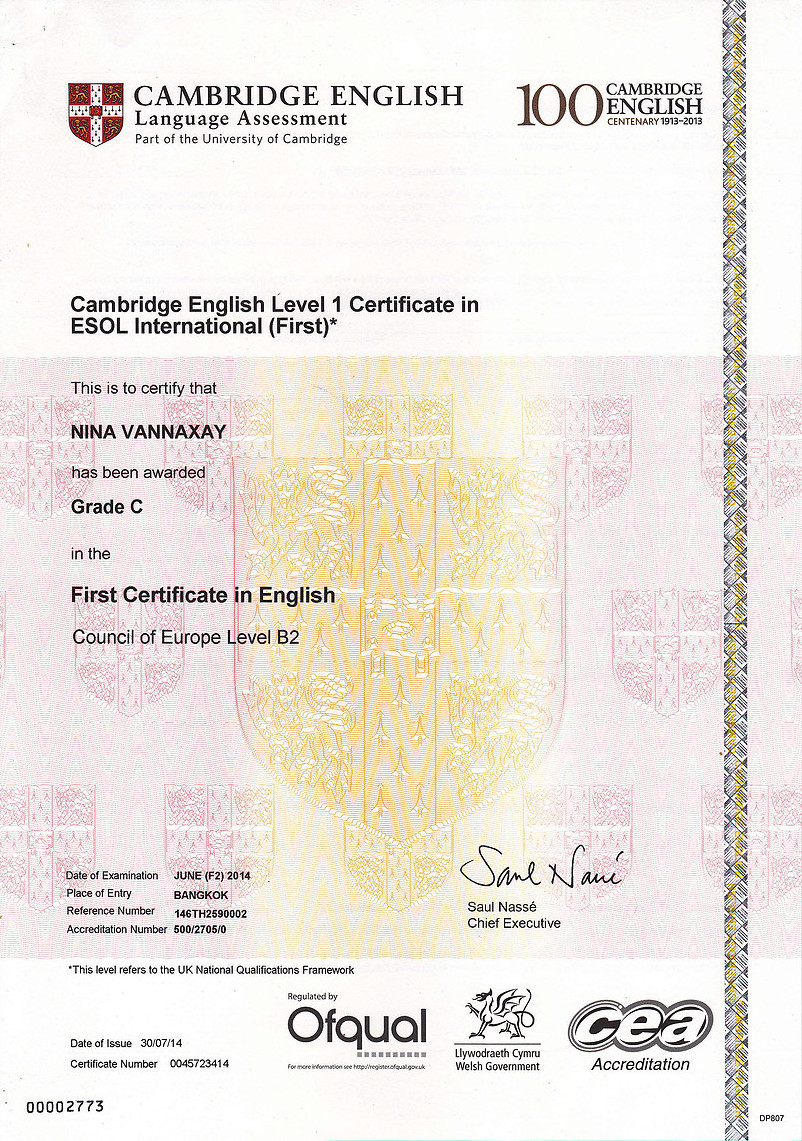 CAMBRIDGE ENGLISH
Language Assessment
Part of the University of Cambridge
100 CAMBRIDGE
ENGLISH
CENTENARY 1913–2013
Cambridge English Level 1 Certificate in
ESOL International (First)*
This is to certify that
NINA VANNAXAY
has been awarded
Grade C
in the
First Certificate in English
Council of Europe Level B2
Date of Examination JUNE (F2) 2014
Place of Entry BANGKOK
Reference Number 146TH2590002
Accreditation Number 500/2705/0
Saul Nassé
Saul Nassé
Chief Executive
*This level refers to the UK National Qualifications Framework
Regulated by
Ofqual
For more information see http://register.ofqual.gov.uk
Llywodraeth Cymru
Welsh Government
cea
Accreditation
Date of Issue 30/07/14
Certificate Number 0045723414
00002773
DP807